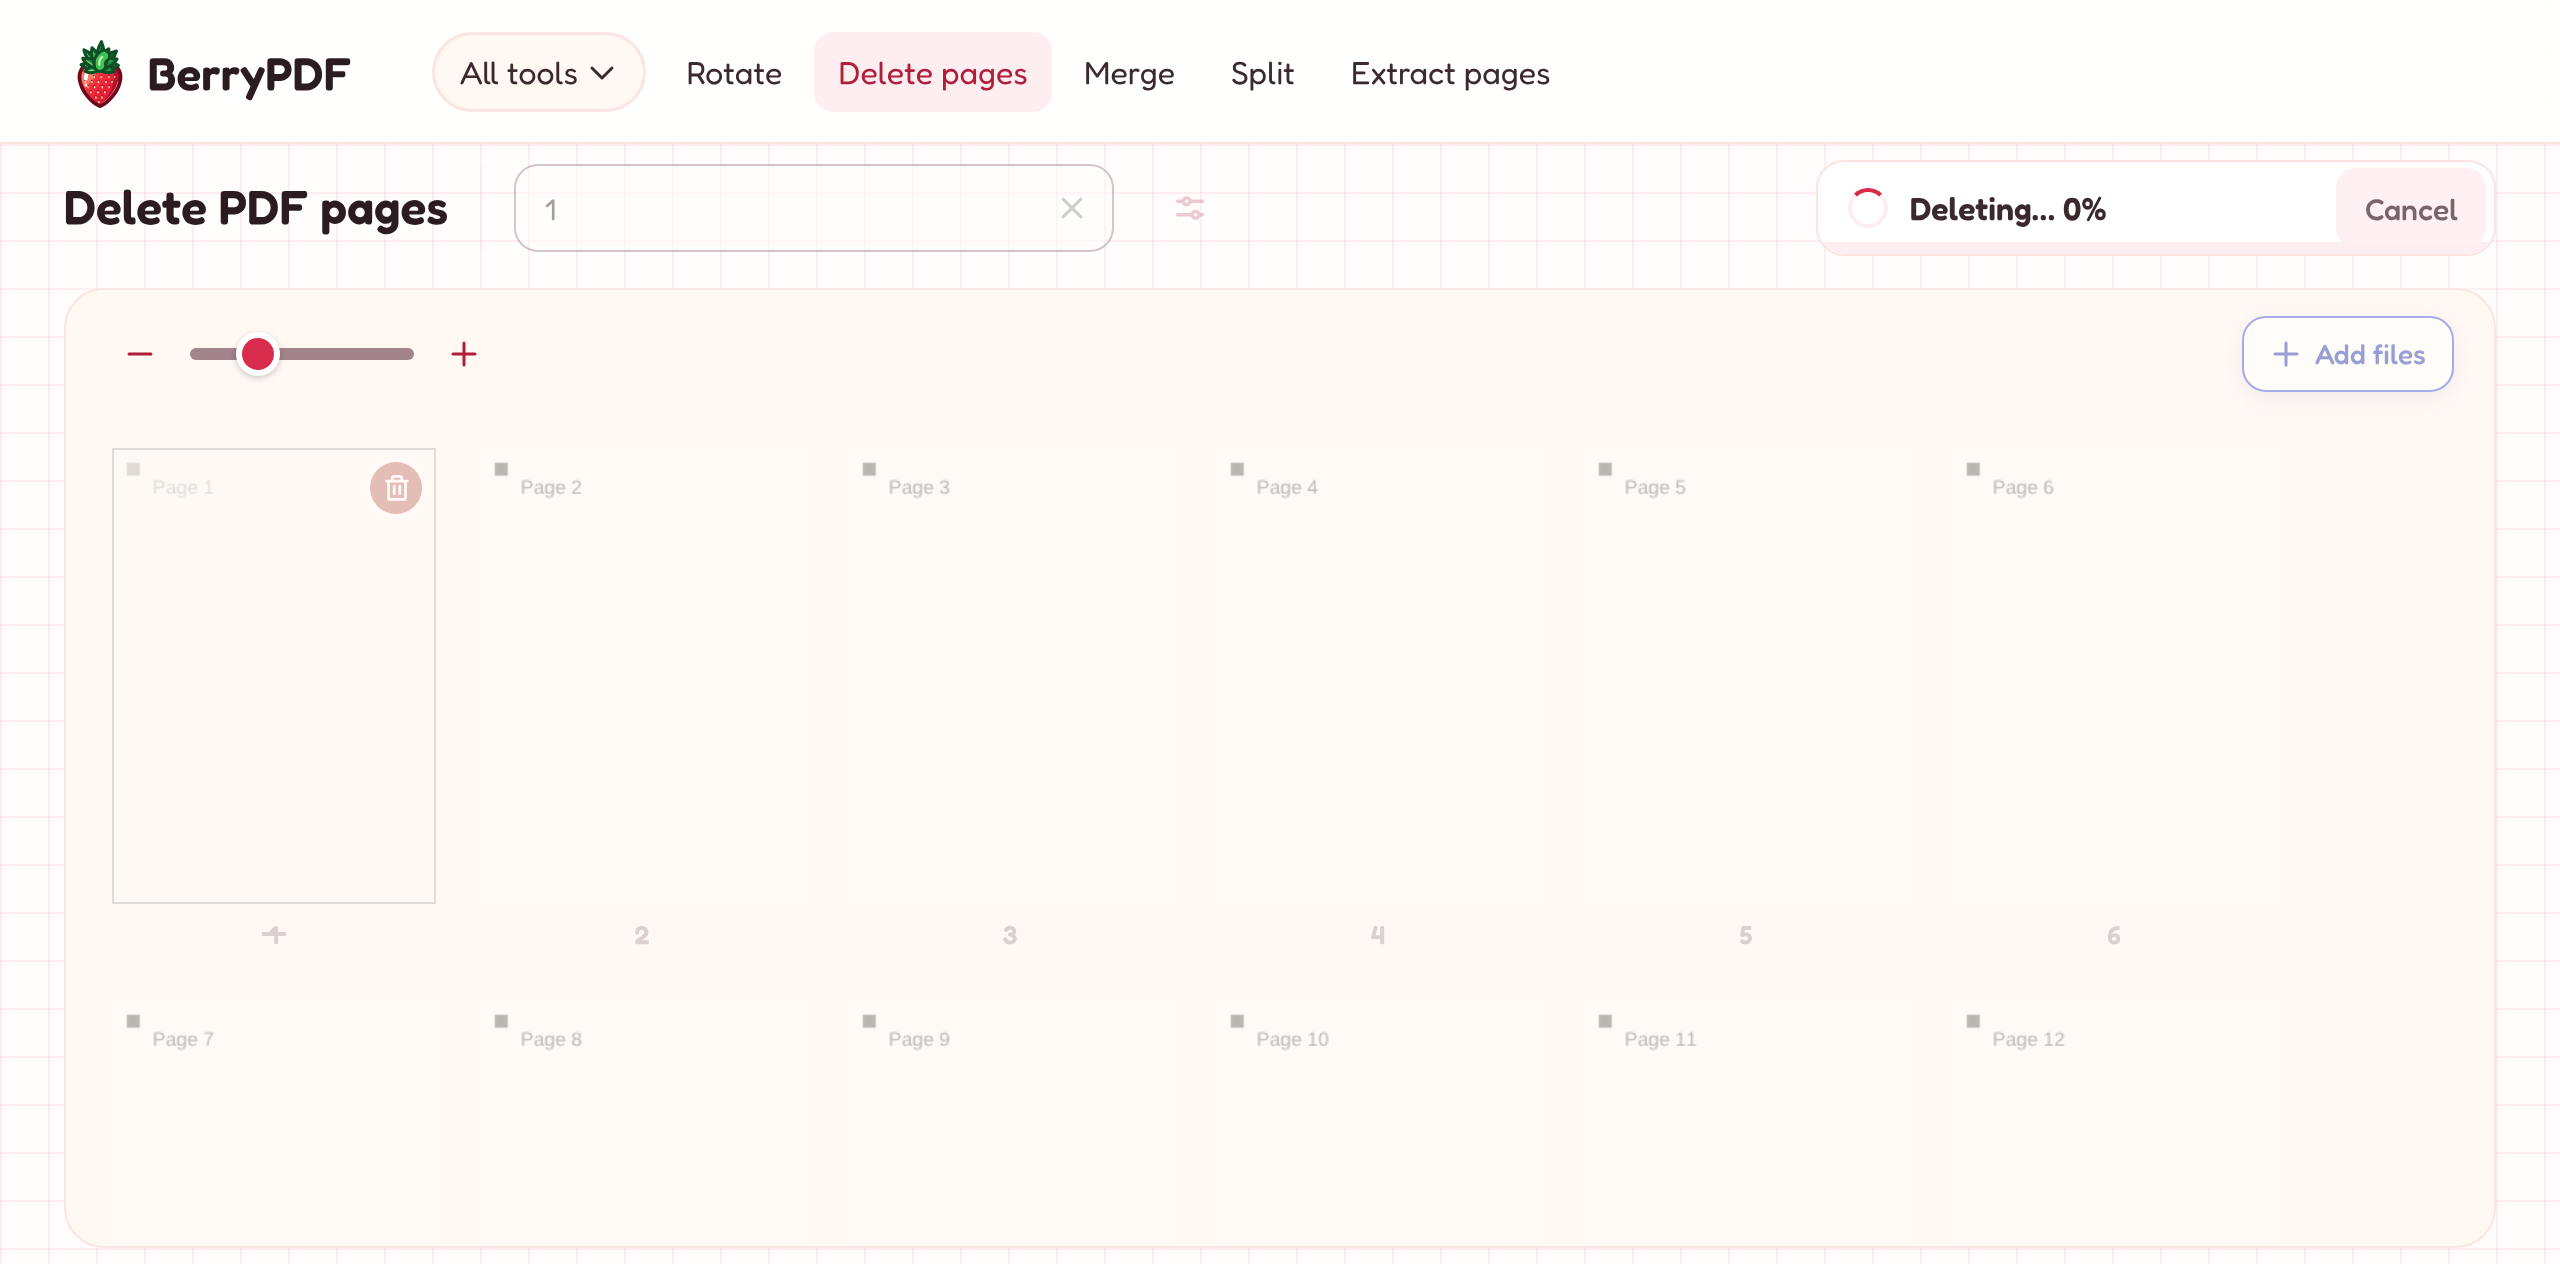 BerryPDF All tools Rotate Delete pages Merge Split Extract pages
Delete PDF pages 1 Deleting... 0% Cancel
Add files
Page 1 Page 2 Page 3 Page 4 Page 5 Page 6
1 2 3 4 5 6
Page 7 Page 8 Page 9 Page 10 Page 11 Page 12